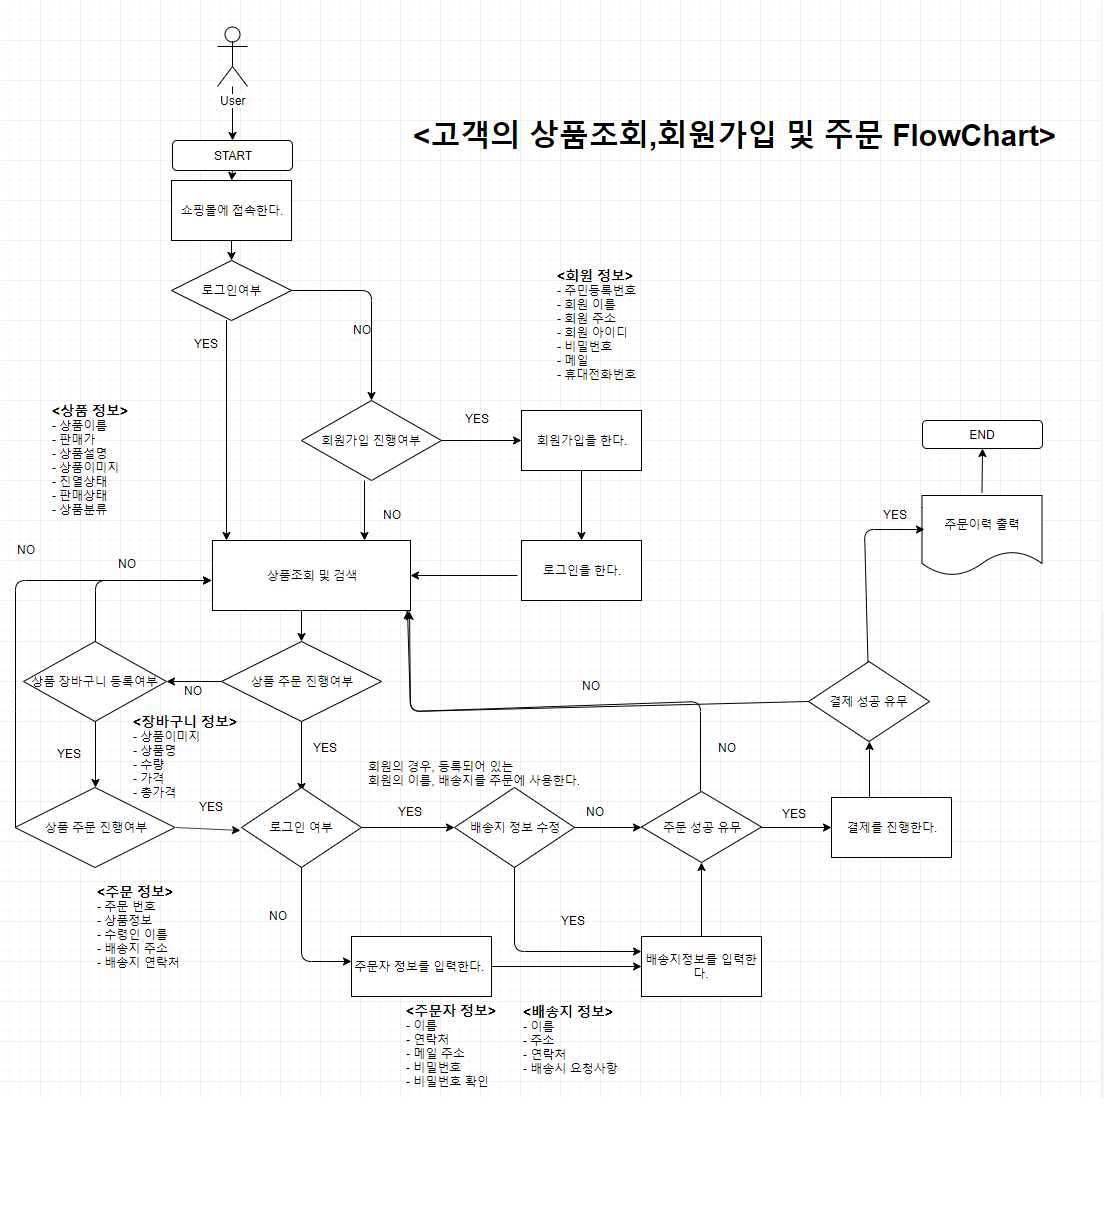 User
<고객의 상품조회,회원가입 및 주문 FlowChart>
START
쇼핑몰에 접속한다.
로그인여부
YES
NO
<회원 정보>
- 주민등록번호
- 회원 이름
- 회원 주소
- 회원 아이디
- 비밀번호
- 메일
- 휴대전화번호
<상품 정보>
- 상품이름
- 판매가
- 상품설명
- 상품이미지
- 진열상태
- 판매상태
- 상품분류
회원가입 진행여부
YES
회원가입을 한다.
NO
END
YES
주문이력 출력
NO
NO
상품조회 및 검색
로그인을 한다.
상품 장바구니 등록여부
NO
상품 주문 진행여부
NO
결제 성공 유무
<장바구니 정보>
- 상품이미지
- 상품명
- 수량
- 가격
- 총가격
YES
YES
NO
회원의 경우, 등록되어 있는
회원의 이름, 배송지를 주문에 사용한다.
상품 주문 진행여부
YES
로그인 여부
YES
배송지 정보 수정
NO
주문 성공 유무
YES
결제를 진행한다.
<주문 정보>
- 주문 번호
- 상품정보
- 수령인 이름
- 배송지 주소
- 배송지 연락처
NO
YES
주문자 정보를 입력한다.
배송지정보를 입력한
다.
<주문자 정보>
- 이름
- 연락처
- 메일 주소
- 비밀번호
- 비밀번호 확인
<배송지 정보>
- 이름
- 주소
- 연락처
- 배송시 요청사항